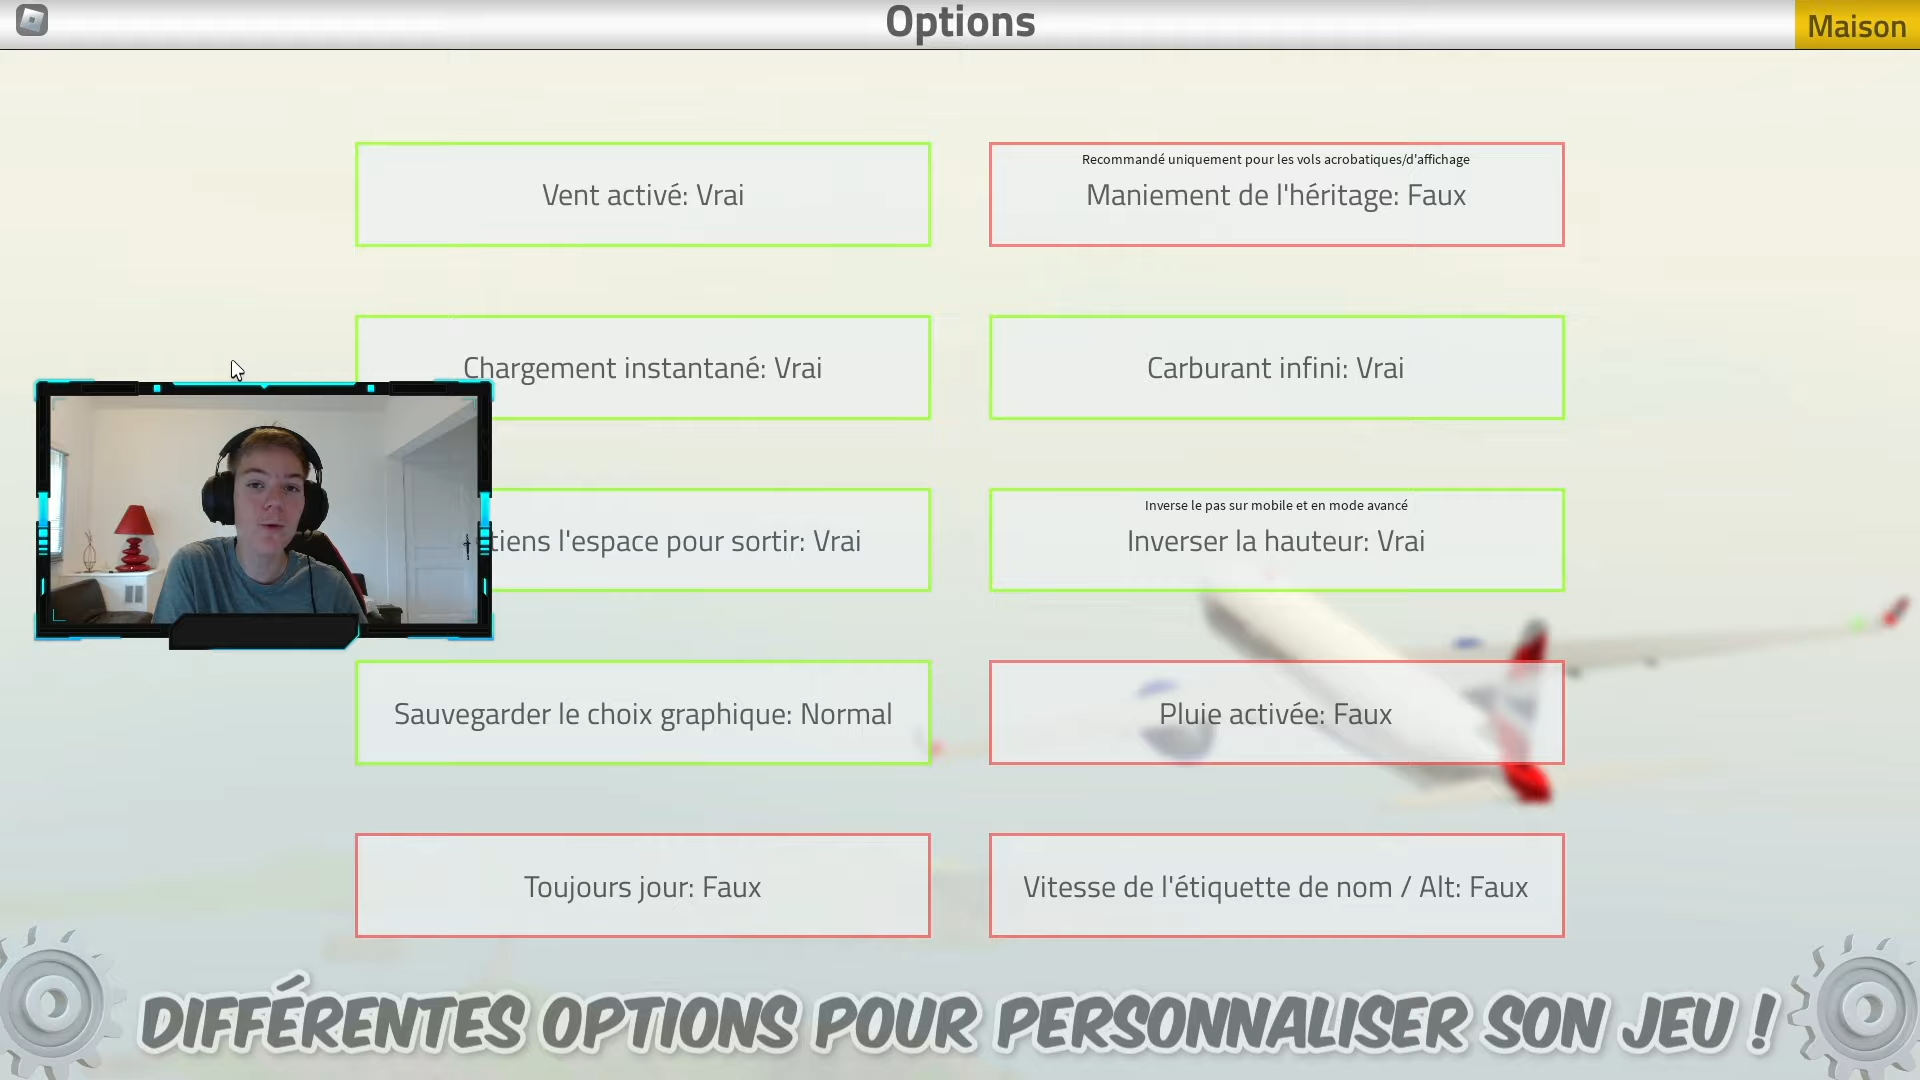 Options
Maison
Vent activé: Vrai
Recommandé uniquement pour les vols acrobatiques/d'affichage
Maniement de l'héritage: Faux
Chargement instantané: Vrai
Carburant infini: Vrai
l'espace pour sortir: Vrai
Inverse le pas sur mobile et en mode avancé
Inverser la hauteur: Vrai
Sauvegarder le choix graphique: Normal
Pluie activée: Faux
Toujours jour: Faux
Vitesse de l'étiquette de nom / Alt: Faux
DIFFÉRENTES OPTIONS POUR PERSONNALISER SON JEU !